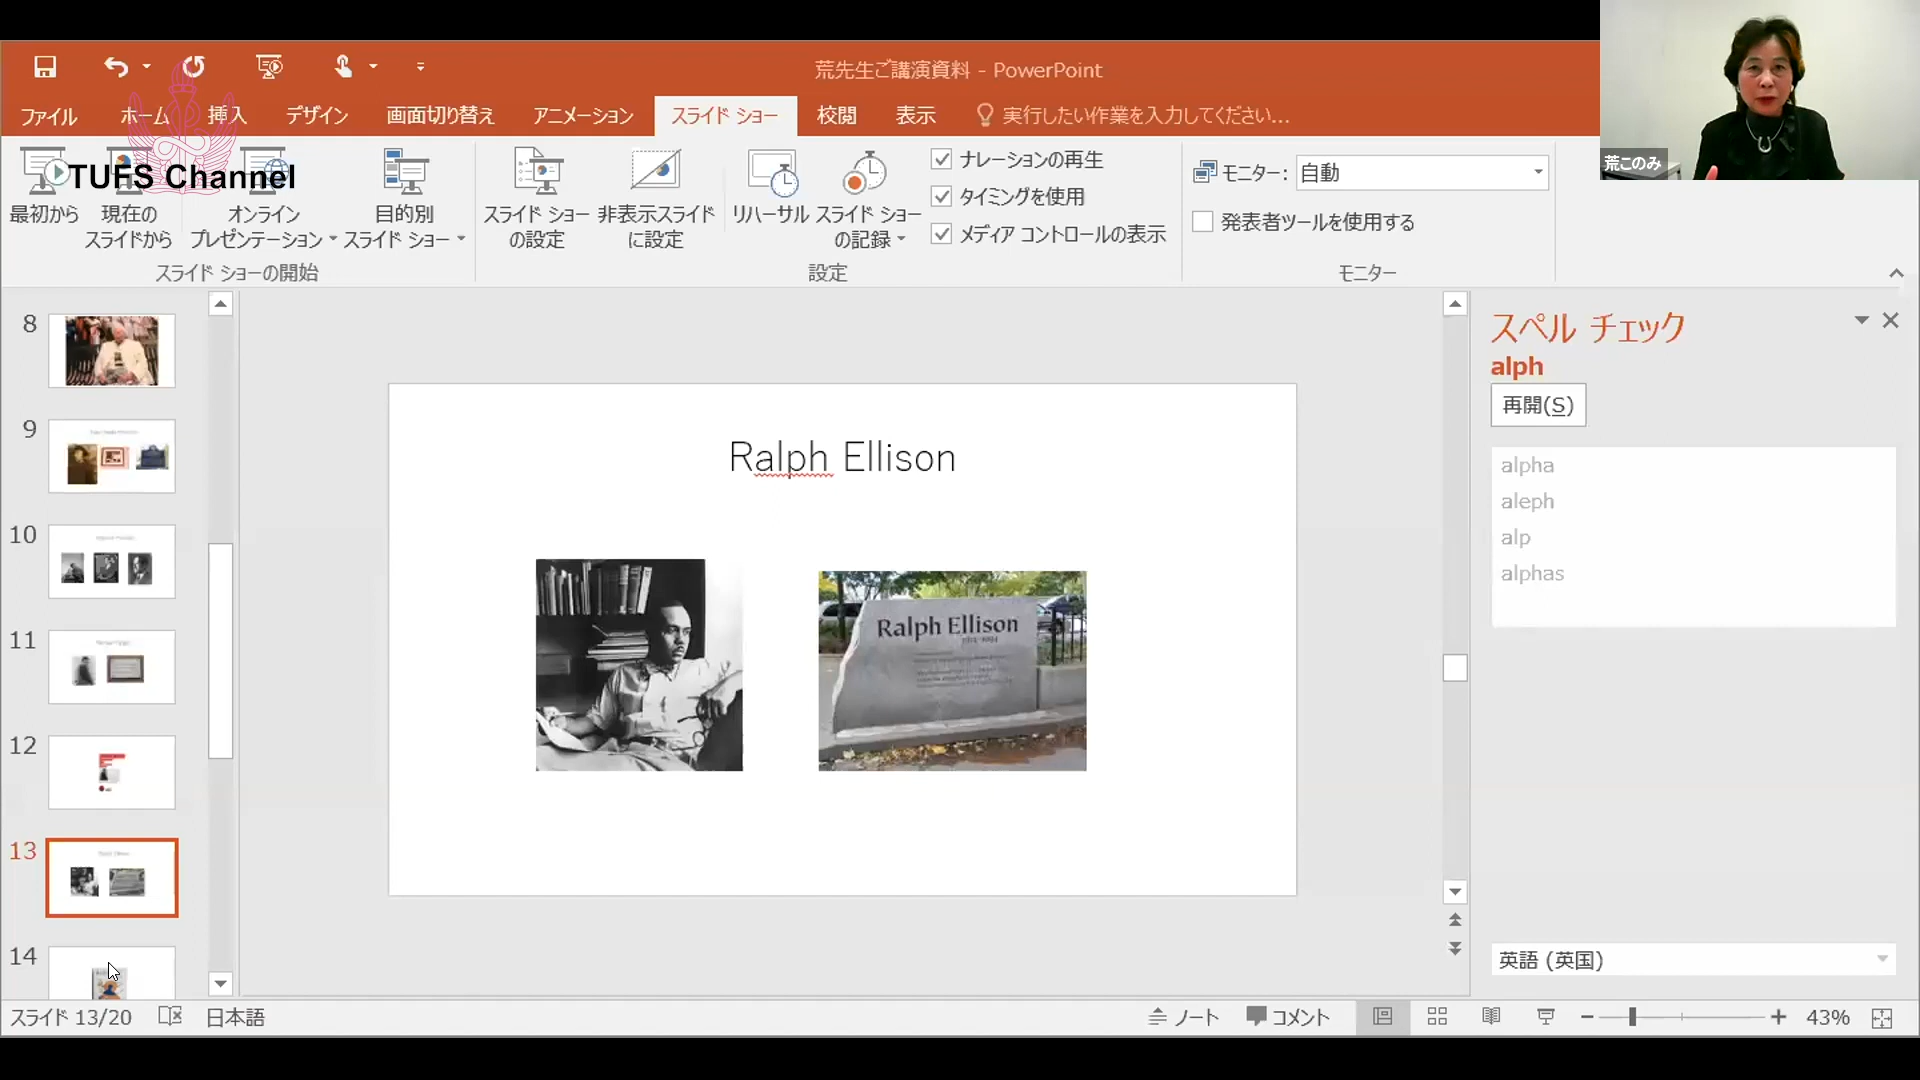 荒先生ご講演資料 - PowerPoint
ファイル ホーム 挿入 デザイン 画面切り替え アニメーション スライド ショー 校閲 表示 実行したい作業を入力してください...
荒このみ
TUFS Channel
最初から
現在の
スライドから
オンライン
プレゼンテーション
目的別
スライド ショー
スライド ショー
の設定
非表示スライド
に設定
リハーサル
スライド ショー
の記録
ナレーションの再生
タイミングを使用
メディア コントロールの表示
モニター: 自動
発表者ツールを使用する
スライド ショーの開始
設定
モニター
8
9
10
11
12
13
14
Ralph Ellison
Ralph Ellison
スペル チェック
alph
再開(S)
alpha
aleph
alp
alphas
英語 (英国)
スライド 13/20 日本語 ノート コメント 43%